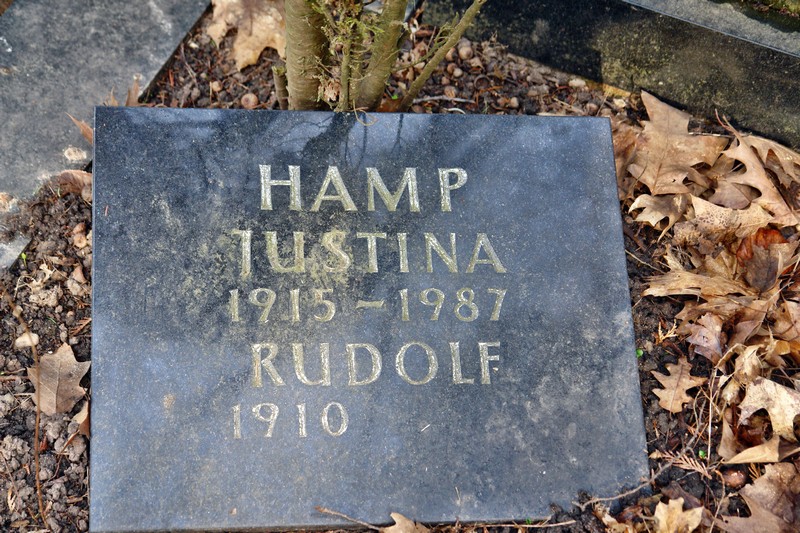 HAMP
JUSTINA
1915 ~ 1987
RUDOLF
1910